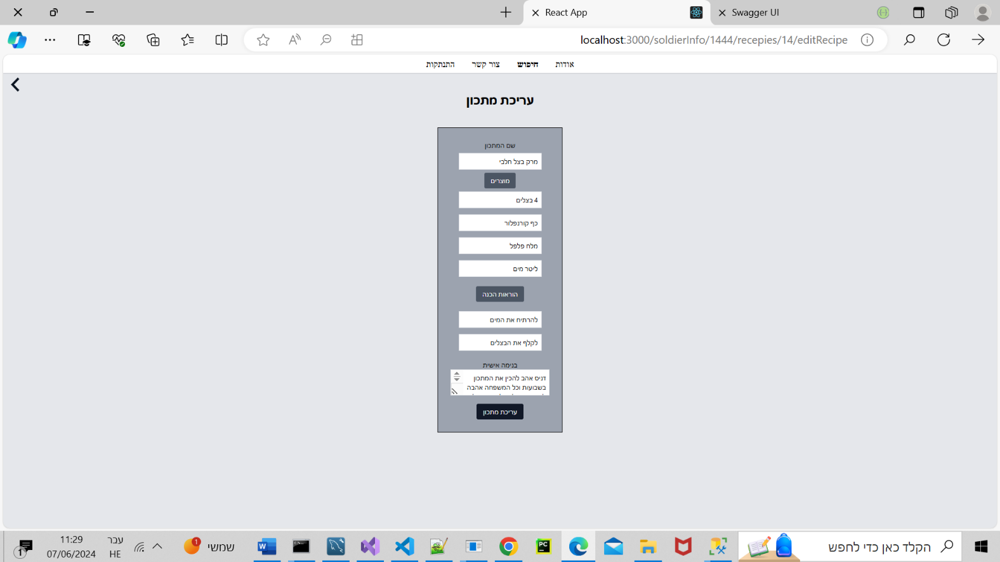 React App
Swagger UI
localhost:3000/soldierInfo/1444/recepies/14/editRecipe
אודות חיפוש צור קשר התנתקות
עריכת מתכון
שם המתכון
מרק בצל חלבי
מוצרים
4 בצלים
כף קורנפלור
מלח פלפל
ליטר מים
הוראות הכנה
להרתיח את המים
לקלף את הבצלים
בנימה אישית
דניס אהב להכין את המתכון
בשבועות וכל המשפחה אהבה
עריכת מתכון
הקלד כאן כדי לחפש
PC
שמשי
1
עבר
HE
11:29
07/06/2024
1